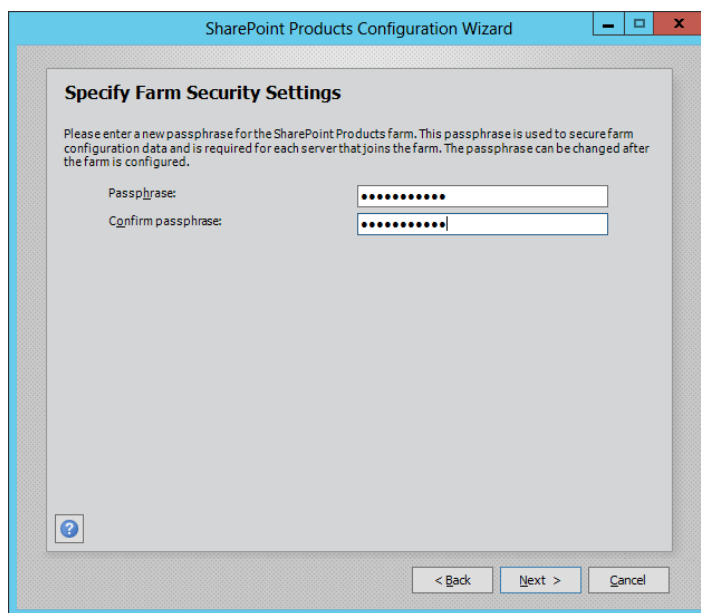 SharePoint Products Configuration Wizard
Specify Farm Security Settings
Please enter a new passphrase for the SharePoint Products farm. This passphrase is used to secure farm
configuration data and is required for each server that joins the farm. The passphrase can be changed after
the farm is configured.
Passphrase: ●●●●●●●●●●●
Confirm passphrase: ●●●●●●●●●●●
?
< Back Next > Cancel